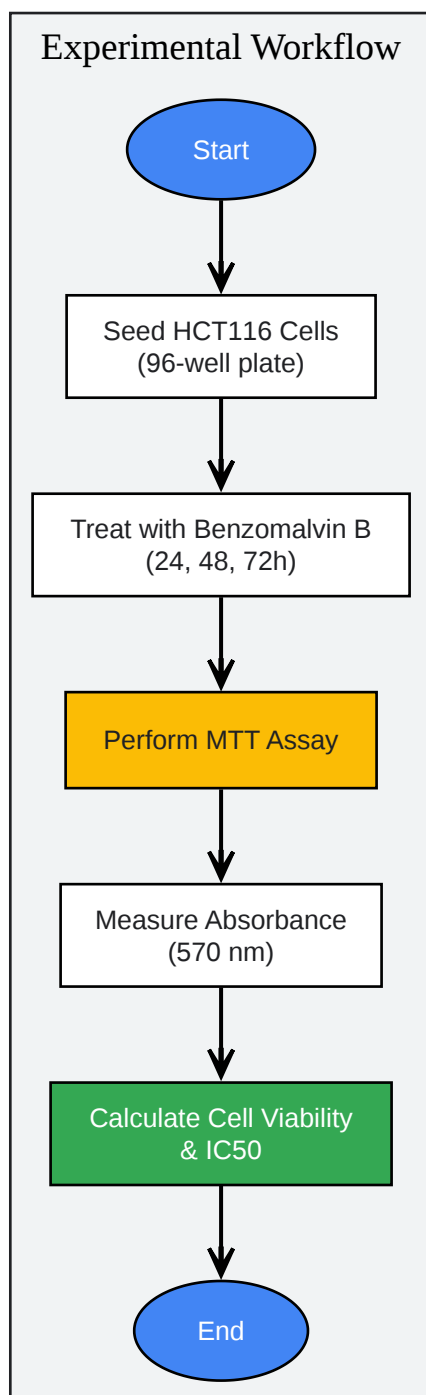 Experimental Workflow
Start
Seed HCT116 Cells
(96-well plate)
Treat with Benzomalvin B
(24, 48, 72h)
Perform MTT Assay
Measure Absorbance
(570 nm)
Calculate Cell Viability
& IC50
End